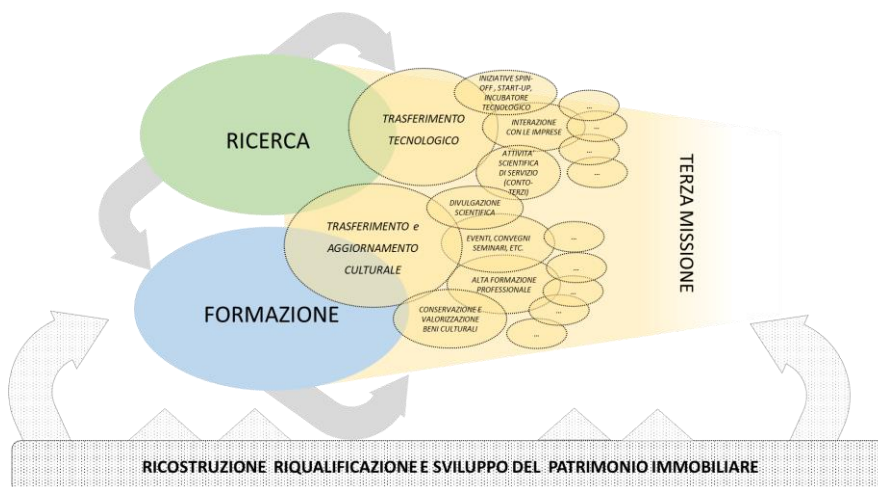 RICERCA
TRASFERIMENTO
TECNOLOGICO
INIZIATIVE SPIN-
OFF , START-UP,
INCUBATORE
TECNOLOGICO
...
INTERAZIONE
CON LE IMPRESE
...
ATTIVITA'
SCIENTIFICA
DI SERVIZIO
(CONTO-
TERZI)
...
...
DIVULGAZIONE
SCIENTIFICA
TRASFERIMENTO e
AGGIORNAMENTO
CULTURALE
EVENTI, CONVEGNI
SEMINARI, ETC.
...
ALTA FORMAZIONE
PROFESSIONALE
...
...
FORMAZIONE
CONSERVAZIONE E
VALORIZZAZIONE
BENI CULTURALI
...
...
TERZA MISSIONE
RICOSTRUZIONE RIQUALIFICAZIONE E SVILUPPO DEL PATRIMONIO IMMOBILIARE